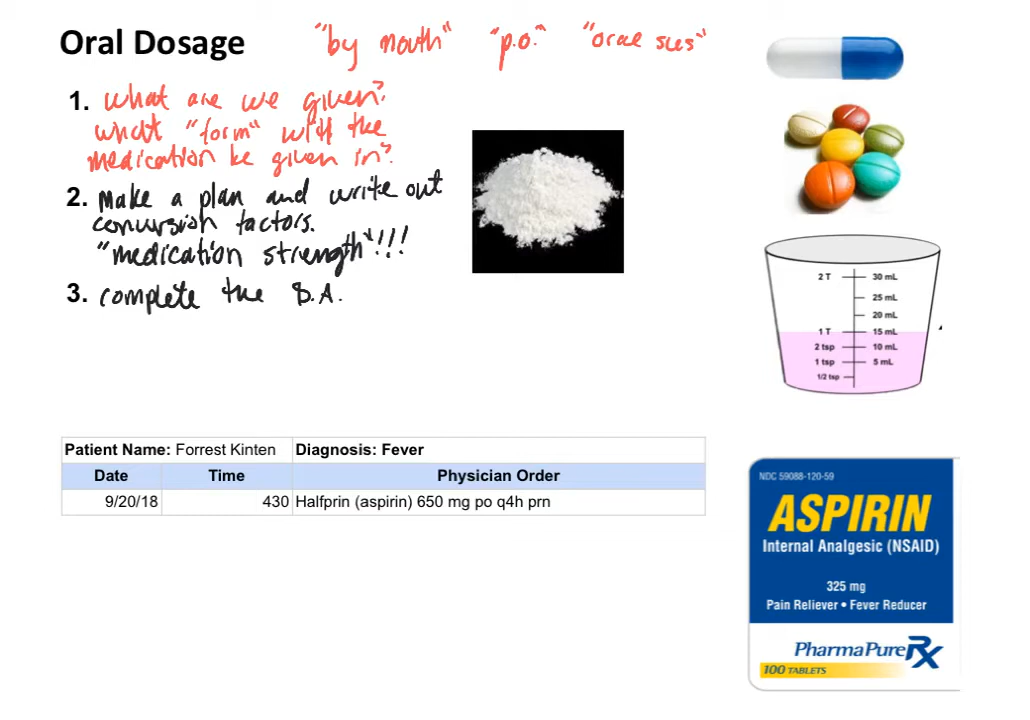 Oral Dosage "by mouth" "p.o." "oral sus"
1. What are we given?
What "form" will the
medication be given in?
2. Make a plan and write out
conversion factors.
"medication strength"!!!
3. complete the D.A.
2 T 30 mL
25 mL
20 mL
1 T 15 mL
2 tsp 10 mL
1 tsp 5 mL
1/2 tsp
Patient Name: Forrest Kinten Diagnosis: Fever
Date Time Physician Order
9/20/18 430 Halfprin (aspirin) 650 mg po q4h prn
NDC 59088-120-59
ASPIRIN
Internal Analgesic (NSAID)
325 mg
Pain Reliever • Fever Reducer
PharmaPure Rx
100 TABLETS